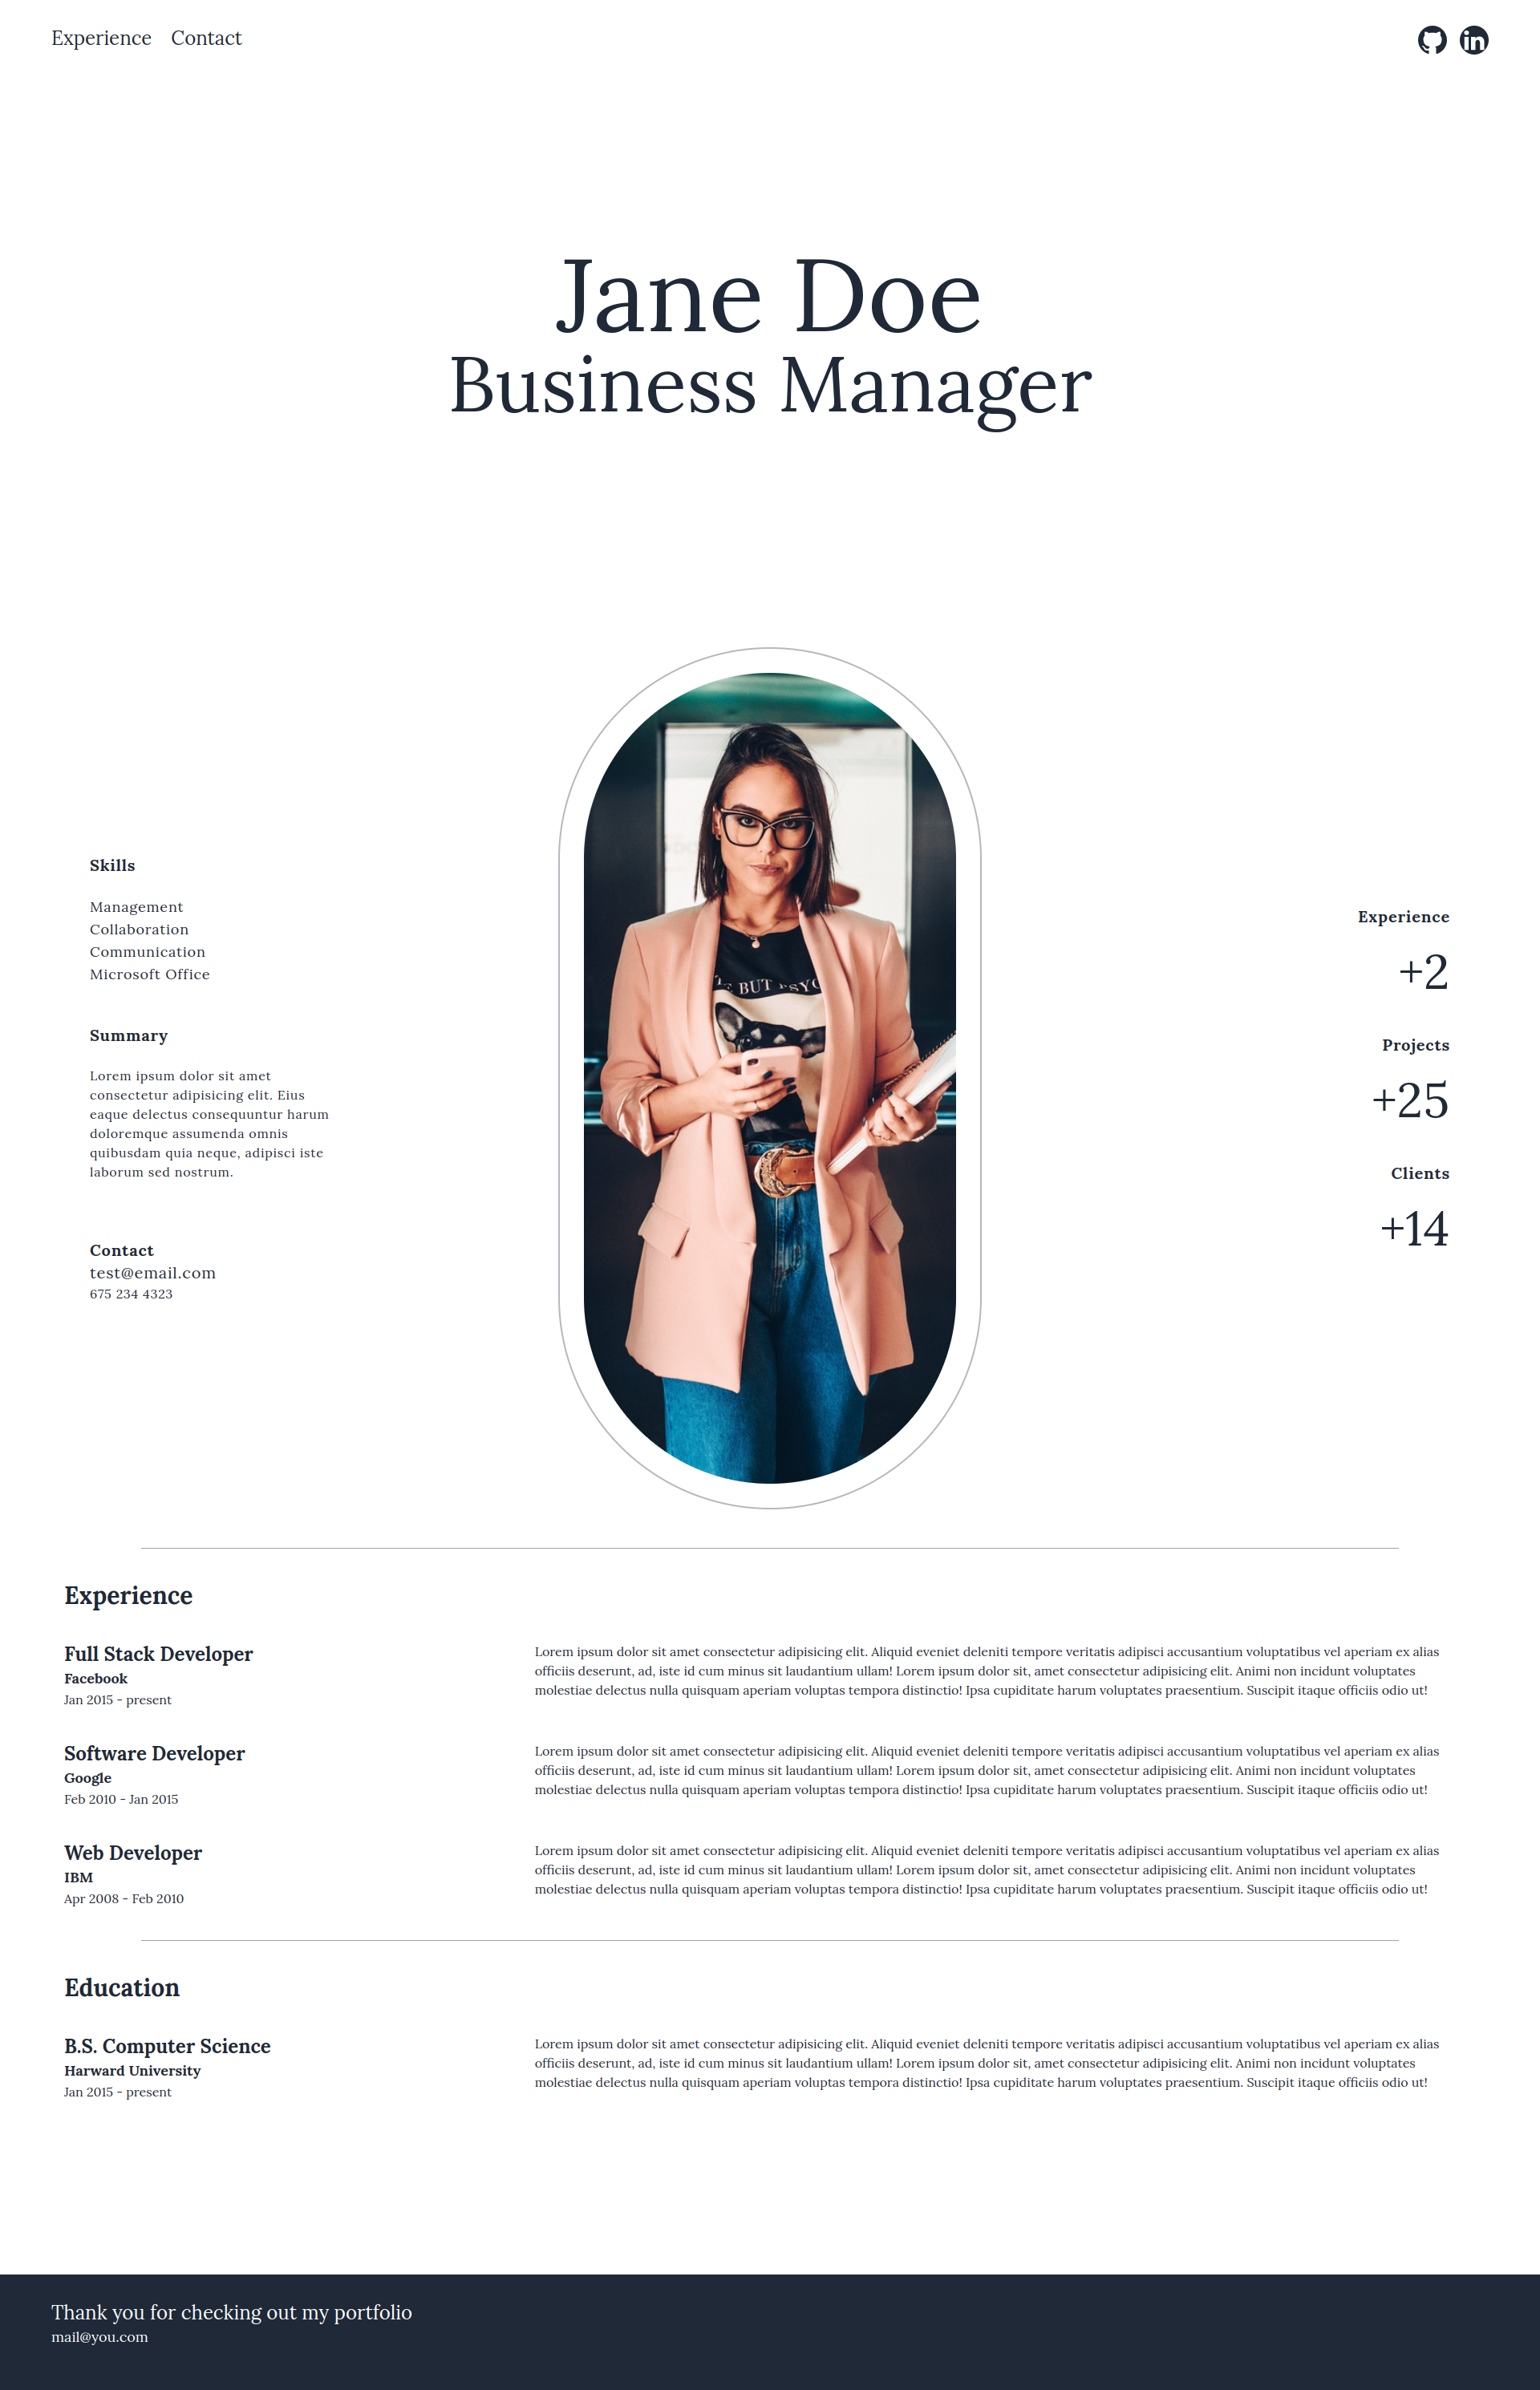 Experience Contact
in
Jane Doe
Business Manager
Skills
Management
Collaboration
Communication
Microsoft Office
Summary
Lorem ipsum dolor sit amet
consectetur adipisicing elit. Eius
eaque delectus consequuntur harum
doloremque assumenda omnis
quibusdam quia neque, adipisci iste
laborum sed nostrum.
Contact
test@email.com
675 234 4323
BUT
Experience
+2
Projects
+25
Clients
+14
Experience
Full Stack Developer
Facebook
Jan 2015 - present
Lorem ipsum dolor sit amet consectetur adipisicing elit. Aliquid eveniet deleniti tempore veritatis adipisci accusantium voluptatibus vel aperiam ex alias
officiis deserunt, ad, iste id cum minus sit laudantium ullam! Lorem ipsum dolor sit, amet consectetur adipisicing elit. Animi non incidunt voluptates
molestiae delectus nulla quisquam aperiam voluptas tempora distinctio! Ipsa cupiditate harum voluptates praesentium. Suscipit itaque officiis odio ut!
Software Developer
Google
Feb 2010 - Jan 2015
Lorem ipsum dolor sit amet consectetur adipisicing elit. Aliquid eveniet deleniti tempore veritatis adipisci accusantium voluptatibus vel aperiam ex alias
officiis deserunt, ad, iste id cum minus sit laudantium ullam! Lorem ipsum dolor sit, amet consectetur adipisicing elit. Animi non incidunt voluptates
molestiae delectus nulla quisquam aperiam voluptas tempora distinctio! Ipsa cupiditate harum voluptates praesentium. Suscipit itaque officiis odio ut!
Web Developer
IBM
Apr 2008 - Feb 2010
Lorem ipsum dolor sit amet consectetur adipisicing elit. Aliquid eveniet deleniti tempore veritatis adipisci accusantium voluptatibus vel aperiam ex alias
officiis deserunt, ad, iste id cum minus sit laudantium ullam! Lorem ipsum dolor sit, amet consectetur adipisicing elit. Animi non incidunt voluptates
molestiae delectus nulla quisquam aperiam voluptas tempora distinctio! Ipsa cupiditate harum voluptates praesentium. Suscipit itaque officiis odio ut!
Education
B.S. Computer Science
Harward University
Jan 2015 - present
Lorem ipsum dolor sit amet consectetur adipisicing elit. Aliquid eveniet deleniti tempore veritatis adipisci accusantium voluptatibus vel aperiam ex alias
officiis deserunt, ad, iste id cum minus sit laudantium ullam! Lorem ipsum dolor sit, amet consectetur adipisicing elit. Animi non incidunt voluptates
molestiae delectus nulla quisquam aperiam voluptas tempora distinctio! Ipsa cupiditate harum voluptates praesentium. Suscipit itaque officiis odio ut!
Thank you for checking out my portfolio
mail@you.com